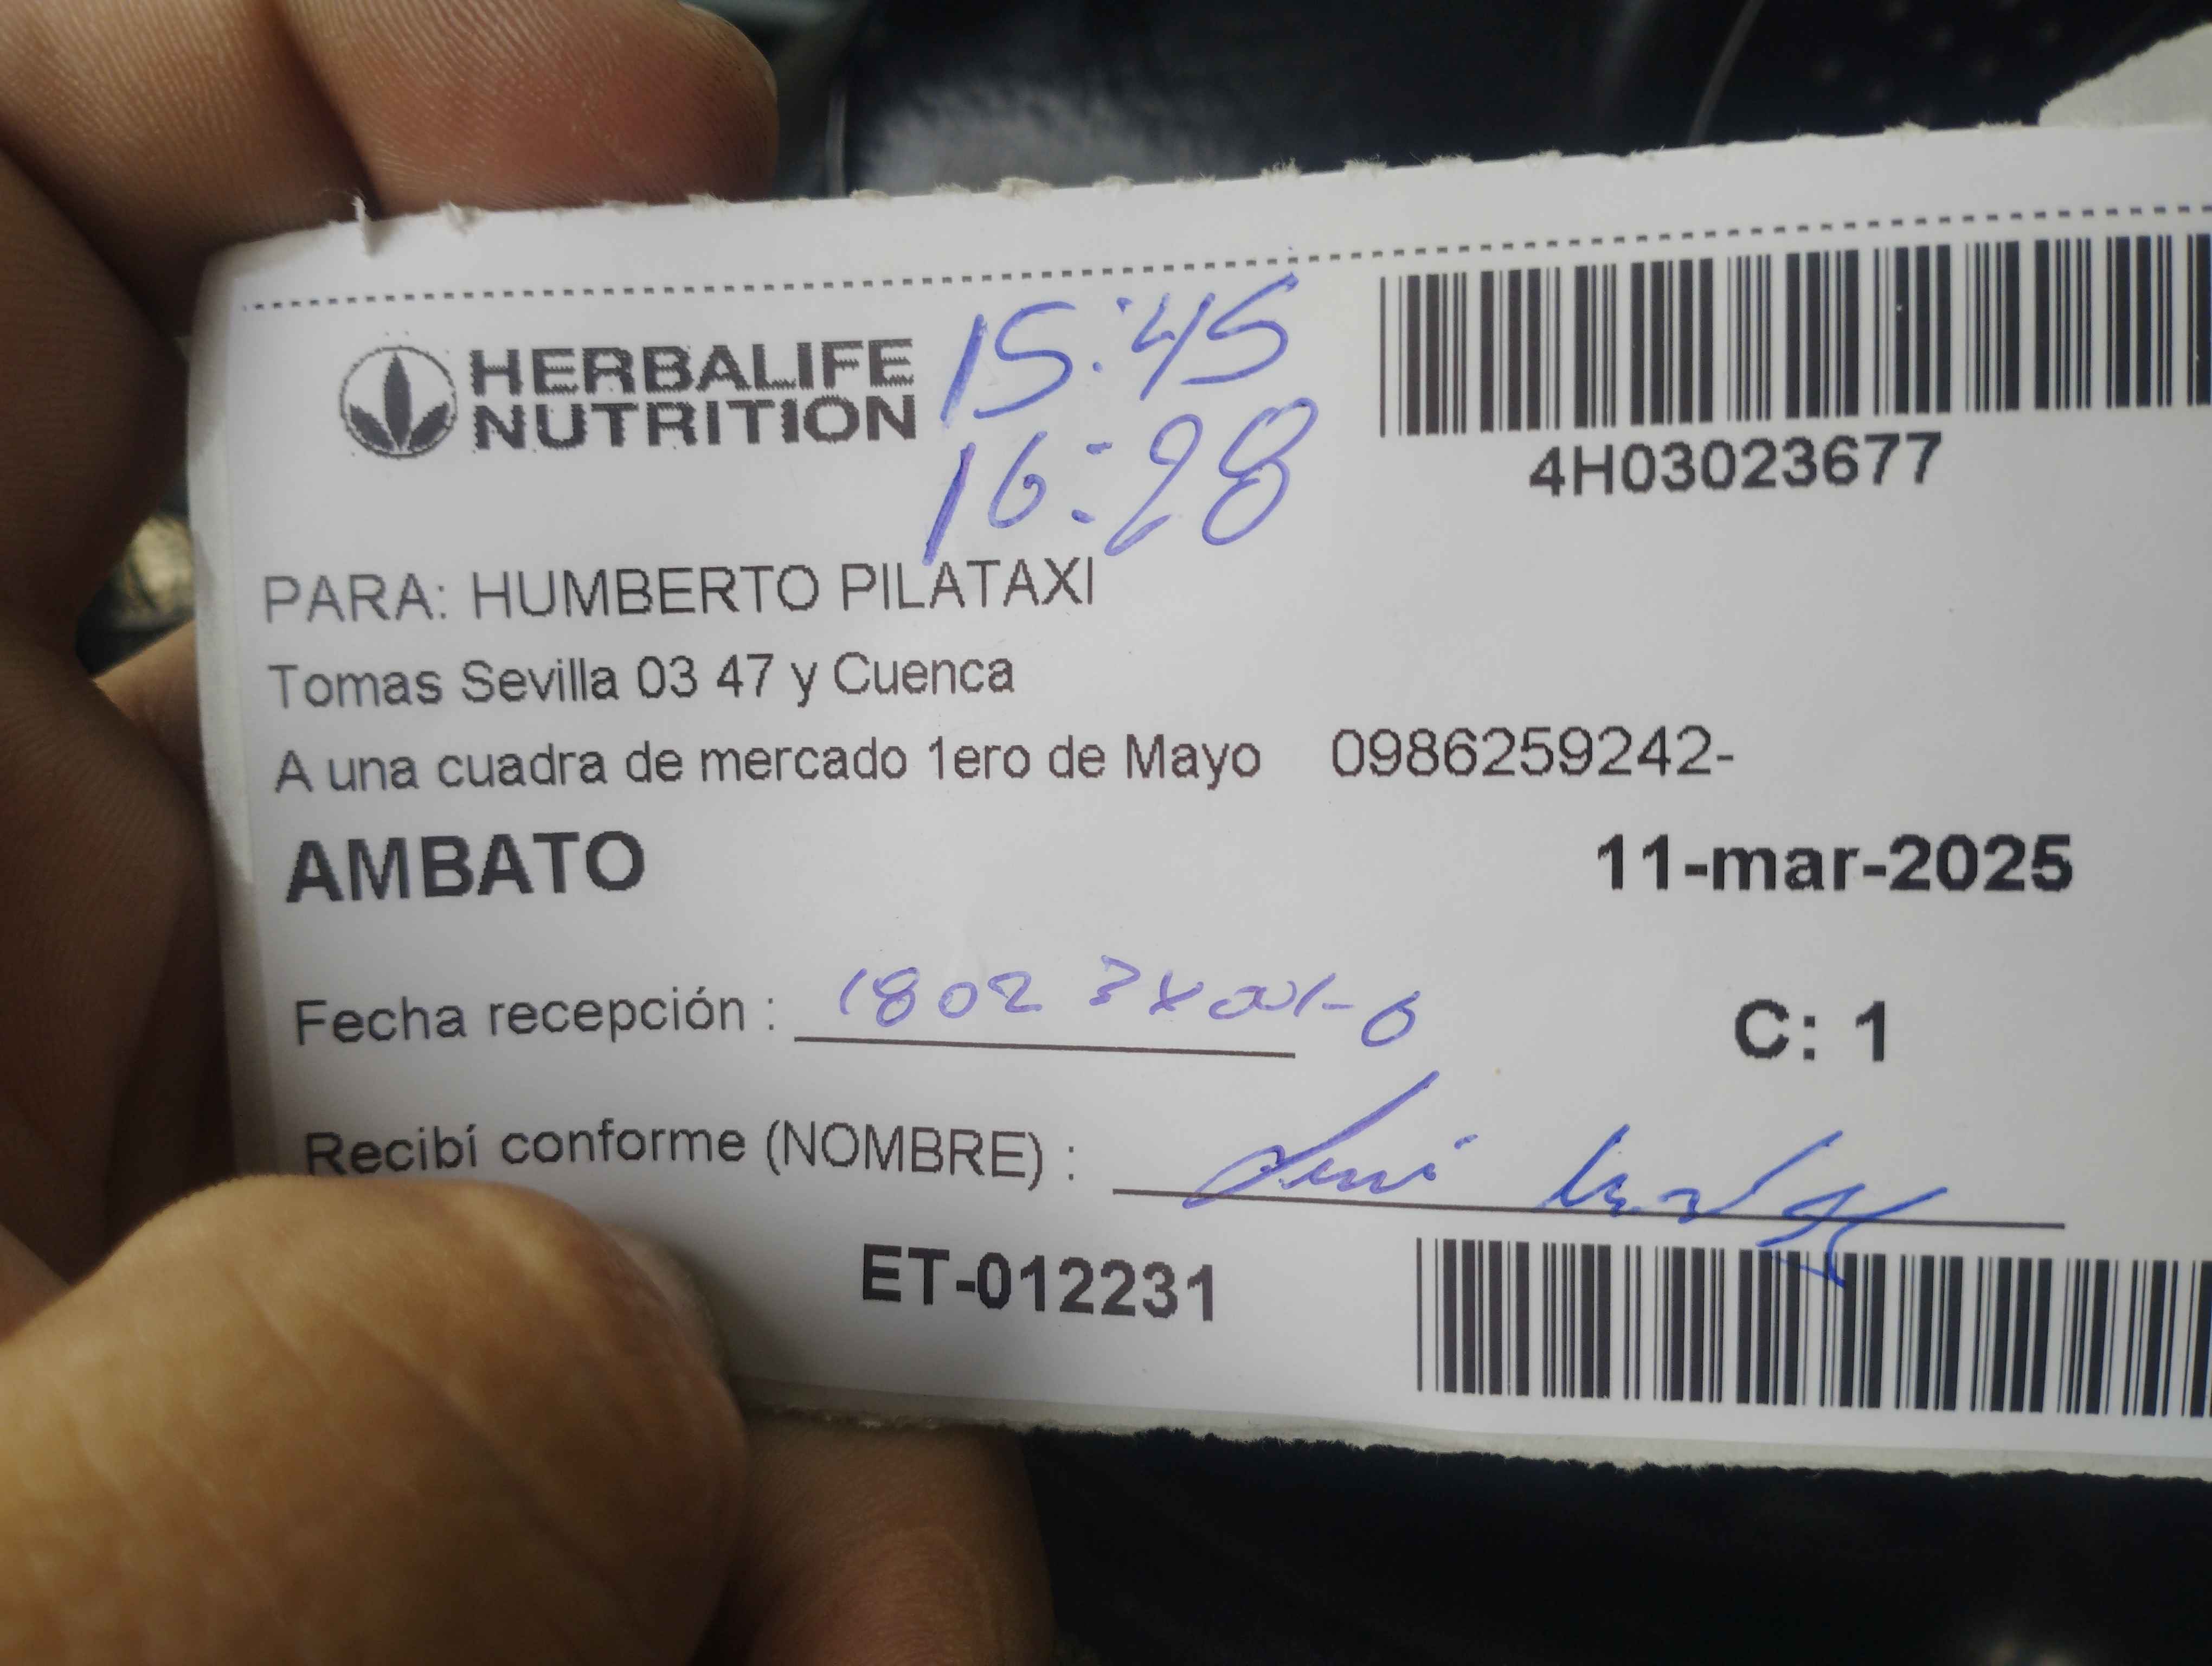 HERBALIFE
NUTRITION
15:45
16:28
4H03023677
PARA: HUMBERTO PILATAXI
Tomas Sevilla 03 47 y Cuenca
A una cuadra de mercado 1ero de Mayo 0986259242-
AMBATO
11-mar-2025
Fecha recepción : 1802
C: 1
Recibí conforme (NOMBRE) :
ET-012231